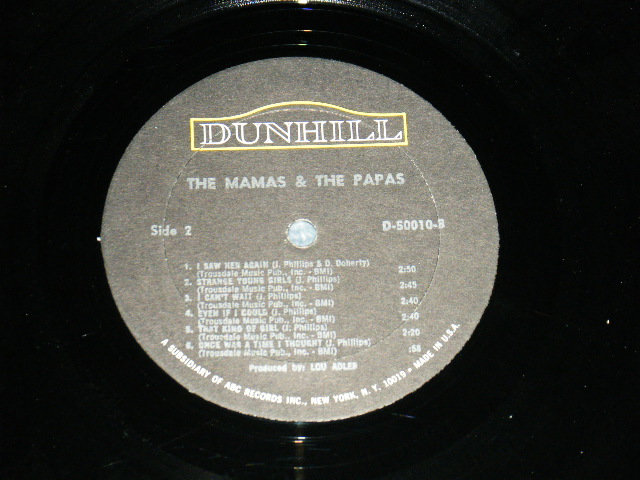 DUNHILL
THE MAMAS & THE PAPAS
Side 2
D-50010-B
1. I SAW HER AGAIN (J. Phillips & D. Doherty)
(Trousdale Music Pub., Inc. - BMI) 2:50
2. STRANGE YOUNG GIRLS (J. Phillips)
(Trousdale Music Pub., Inc. - BMI) 2:45
3. I CAN'T WAIT (J. Phillips)
(Trousdale Music Pub., Inc. - BMI) 2:40
4. EVEN IF I COULD (J. Phillips)
(Trousdale Music Pub., Inc. - BMI) 2:40
5. THAT KIND OF GIRL (J. Phillips)
(Trousdale Music Pub., Inc. - BMI) 2:20
6. ONCE WAS A TIME I THOUGHT (J. Phillips)
(Trousdale Music Pub., Inc. - BMI) :58
Produced by: LOU ADLER
A SUBSIDIARY OF ABC RECORDS INC., NEW YORK, N. Y. 10019 • MADE IN U.S.A.